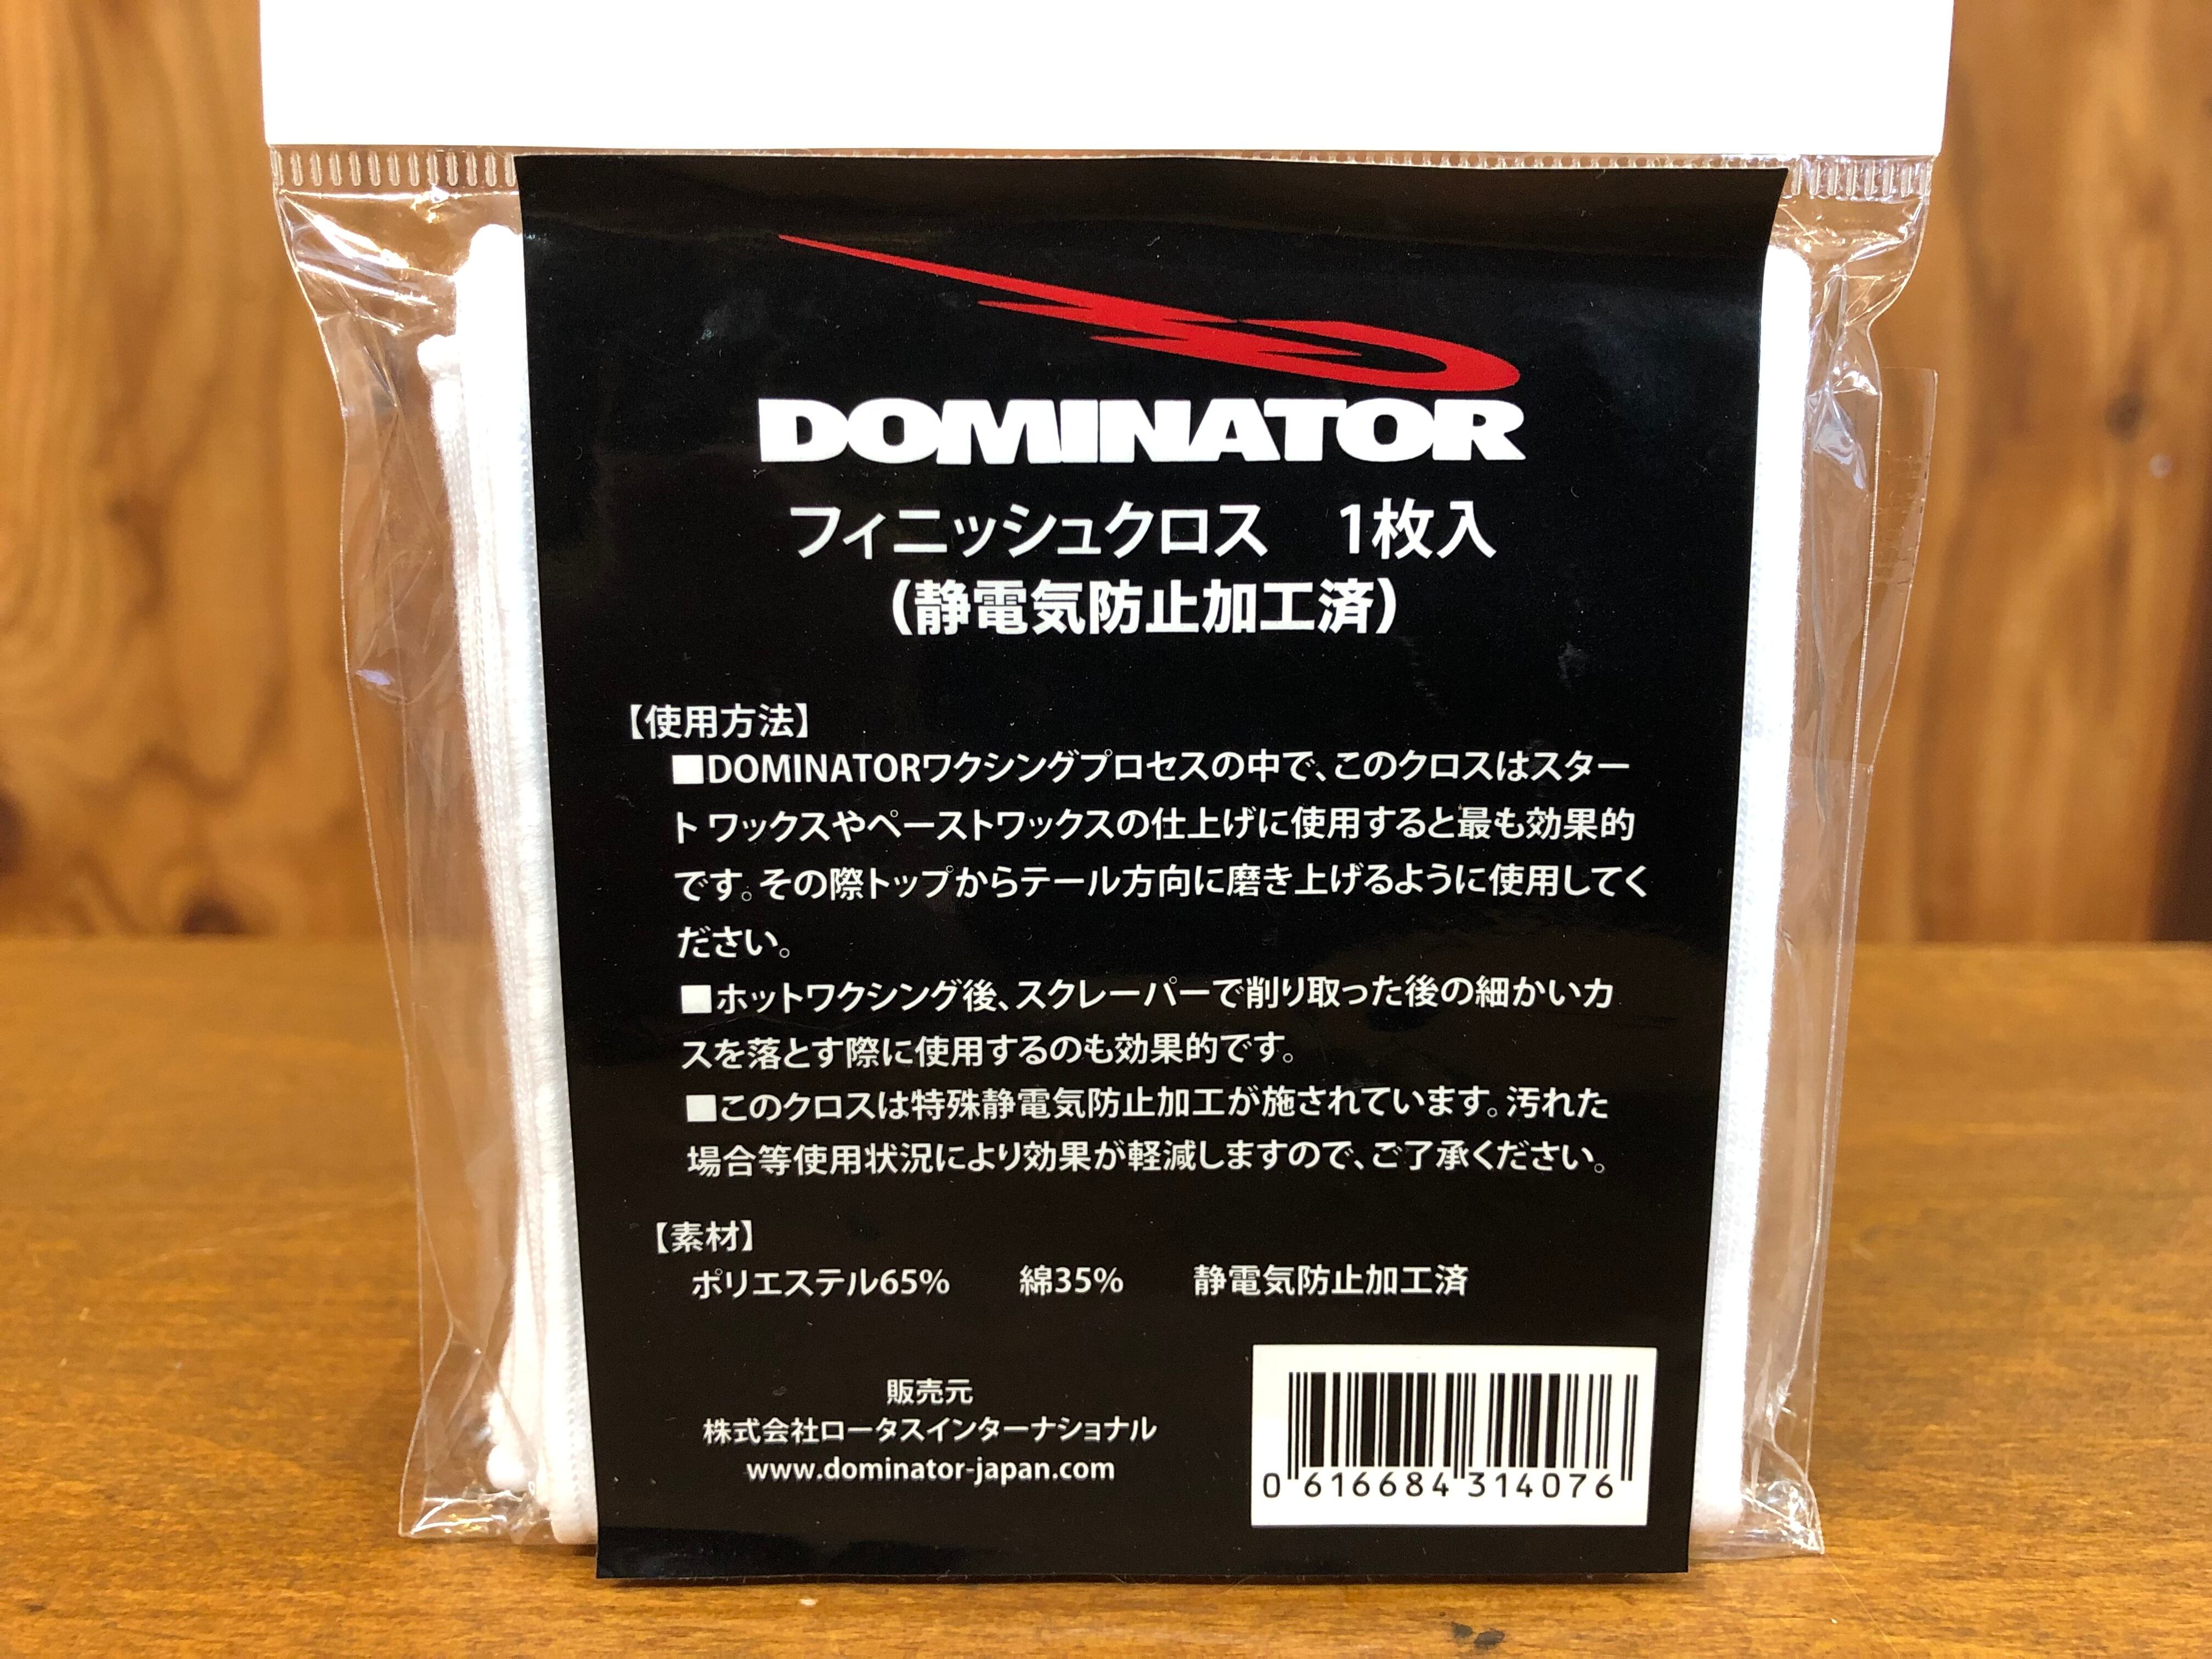 DOMINATOR
フィニッシュクロス　1枚入
（静電気防止加工済）
【使用方法】
■DOMINATORワクシングプロセスの中で、このクロスはスター
ト ワックスやペーストワックスの仕上げに使用すると最も効果的
です。その際トップからテール方向に磨き上げるように使用してく
ださい。
■ホットワクシング後、スクレーパーで削り取った後の細かいカ
スを落とす際に使用するのも効果的です。
■このクロスは特殊静電気防止加工が施されています。汚れた
場合等使用状況により効果が軽減しますので、ご了承ください。
【素材】
ポリエステル65%　綿35%　静電気防止加工済
販売元
株式会社ロータスインターナショナル
www.dominator-japan.com
0 616684 314076